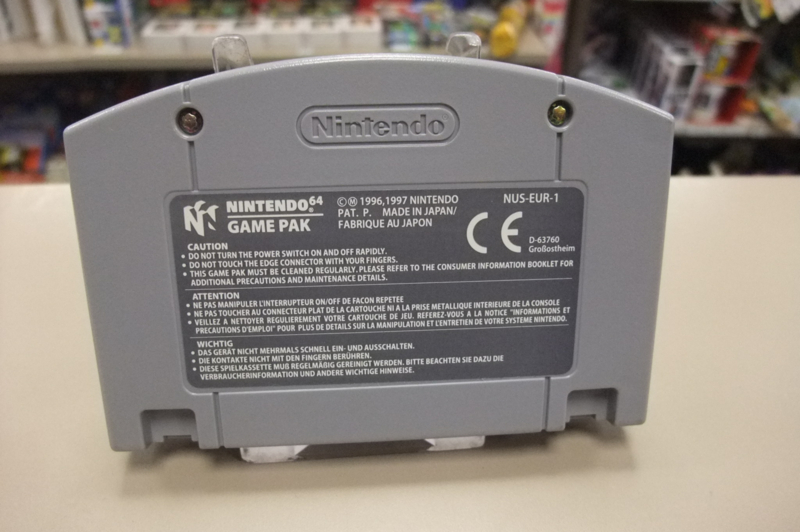 Nintendo
NINTENDO 64
GAME PAK
©Ⓜ 1996,1997 NINTENDO
PAT. P. MADE IN JAPAN/
FABRIQUE AU JAPON
NUS-EUR-1
CE
D-63760
Großostheim
CAUTION
• DO NOT TURN THE POWER SWITCH ON AND OFF RAPIDLY.
• DO NOT TOUCH THE EDGE CONNECTOR WITH YOUR FINGERS.
• THIS GAME PAK MUST BE CLEANED REGULARLY. PLEASE REFER TO THE CONSUMER INFORMATION BOOKLET FOR
ADDITIONAL PRECAUTIONS AND MAINTENANCE DETAILS.
ATTENTION
• NE PAS MANIPULER L'INTERRUPTEUR ON/OFF DE FACON REPETEE
• NE PAS TOUCHER AU CONNECTEUR PLAT DE LA CARTOUCHE NI A LA PRISE METALLIQUE INTERIEURE DE LA CONSOLE
• VEILLEZ A NETTOYER REGULIEREMENT VOTRE CARTOUCHE DE JEU. REFEREZ-VOUS A LA NOTICE "INFORMATIONS ET
PRECAUTIONS D'EMPLOI" POUR PLUS DE DETAILS SUR LA MANIPULATION ET L'ENTRETIEN DE VOTRE SYSTEME NINTENDO.
WICHTIG
• DAS GERÄT NICHT MEHRMALS SCHNELL EIN- UND AUSSCHALTEN.
• DIE KONTAKTE NICHT MIT DEN FINGERN BERÜHREN.
• DIESE SPIELKASSETTE MUß REGELMÄßIG GEREINIGT WERDEN. BITTE BEACHTEN SIE DAZU DIE
VERBRAUCHERINFORMATION UND ANDERE WICHTIGE HINWEISE.